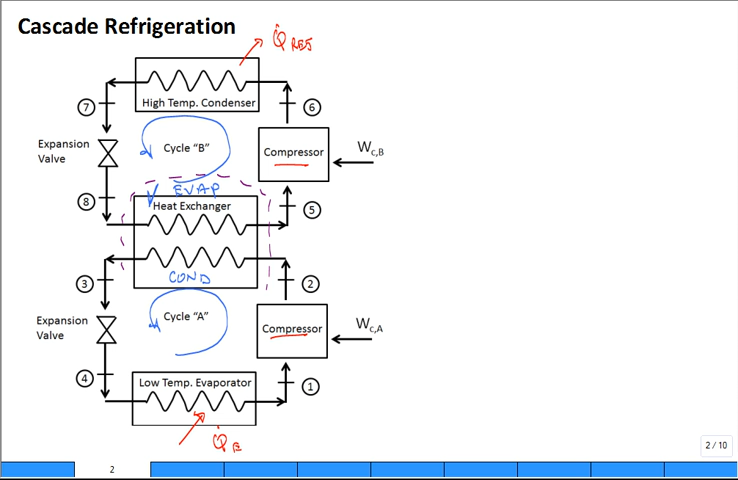 Cascade Refrigeration
Q̇ REJ
High Temp. Condenser
7
6
Expansion
Valve
Cycle "B"
Compressor
Wc,B
8
EVAP
Heat Exchanger
5
3
COND
2
Expansion
Valve
Cycle "A"
Compressor
Wc,A
4
Low Temp. Evaporator
1
Q̇ E
2 / 10
2